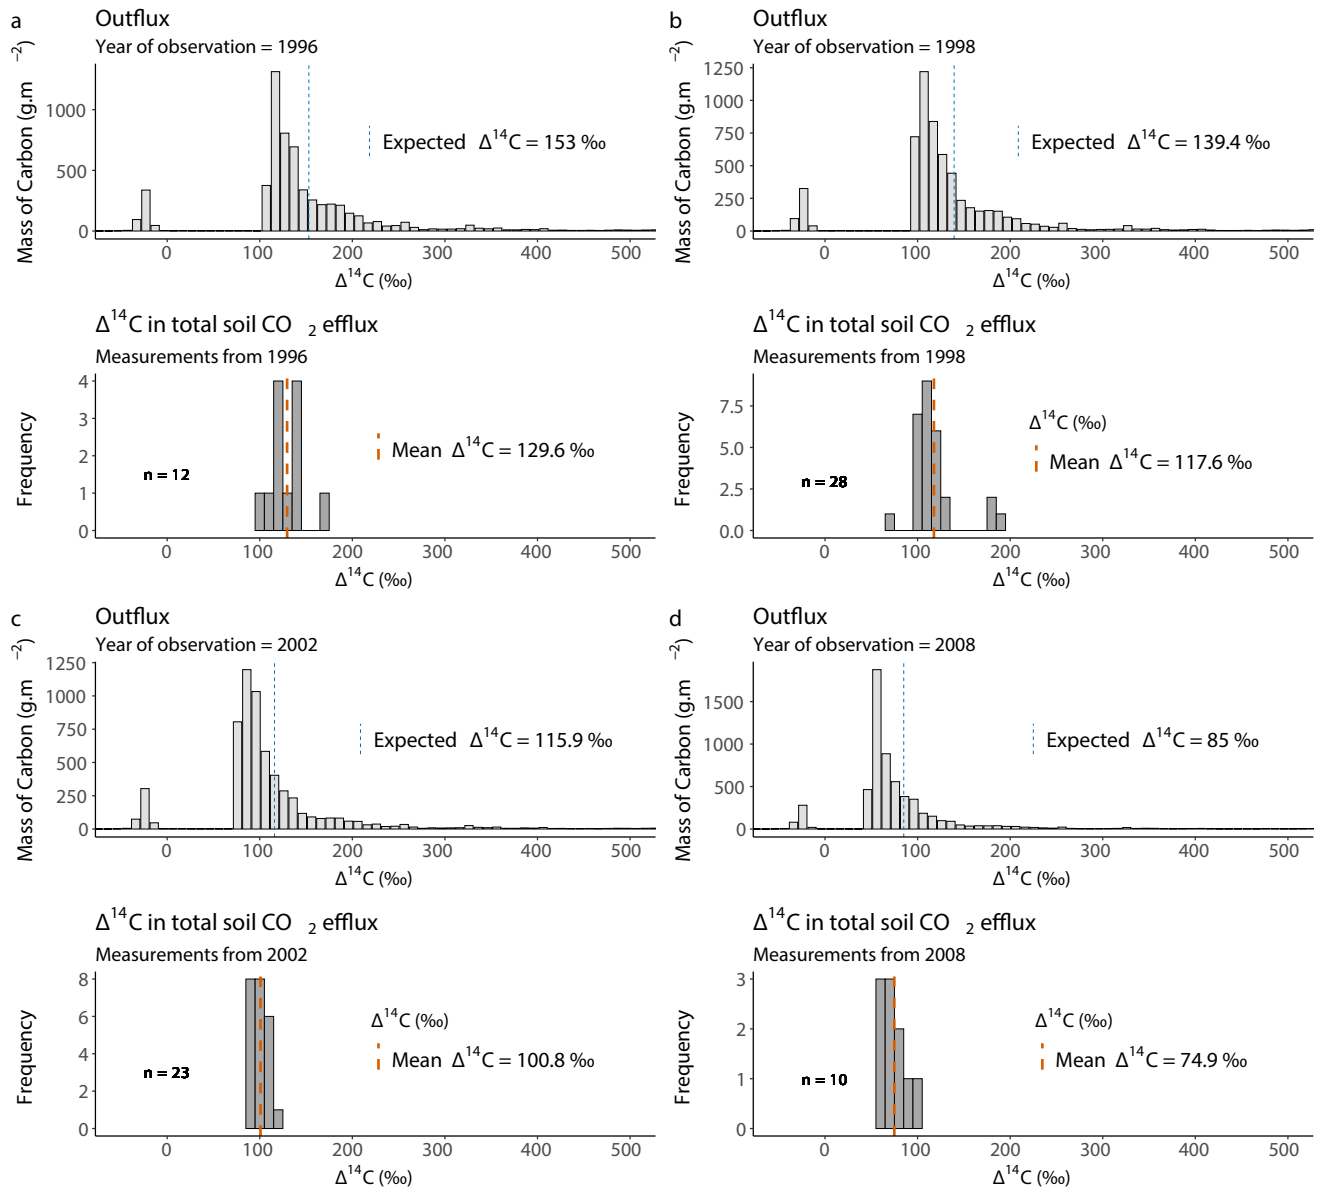 a
Outflux
Year of observation = 1996
Mass of Carbon (g.m −2)
1000
500
0
Expected Δ14C = 153 ‰
0 100 200 300 400 500
Δ14C (‰)
Δ14C in total soil CO 2 efflux
Measurements from 1996
Frequency
4
3
2
1
0
n = 12
Mean Δ14C = 129.6 ‰
0 100 200 300 400 500
Δ14C (‰)
b
Outflux
Year of observation = 1998
Mass of Carbon (g.m −2)
1250
1000
750
500
250
0
Expected Δ14C = 139.4 ‰
0 100 200 300 400 500
Δ14C (‰)
Δ14C in total soil CO 2 efflux
Measurements from 1998
Frequency
7.5
5.0
2.5
0.0
n = 28
Δ14C (‰)
Mean Δ14C = 117.6 ‰
0 100 200 300 400 500
Δ14C (‰)
c
Outflux
Year of observation = 2002
Mass of Carbon (g.m −2)
1250
1000
750
500
250
0
Expected Δ14C = 115.9 ‰
0 100 200 300 400 500
Δ14C (‰)
Δ14C in total soil CO 2 efflux
Measurements from 2002
Frequency
8
6
4
2
0
n = 23
Δ14C (‰)
Mean Δ14C = 100.8 ‰
0 100 200 300 400 500
Δ14C (‰)
d
Outflux
Year of observation = 2008
Mass of Carbon (g.m −2)
1500
1000
500
0
Expected Δ14C = 85 ‰
0 100 200 300 400 500
Δ14C (‰)
Δ14C in total soil CO 2 efflux
Measurements from 2008
Frequency
3
2
1
0
n = 10
Δ14C (‰)
Mean Δ14C = 74.9 ‰
0 100 200 300 400 500
Δ14C (‰)